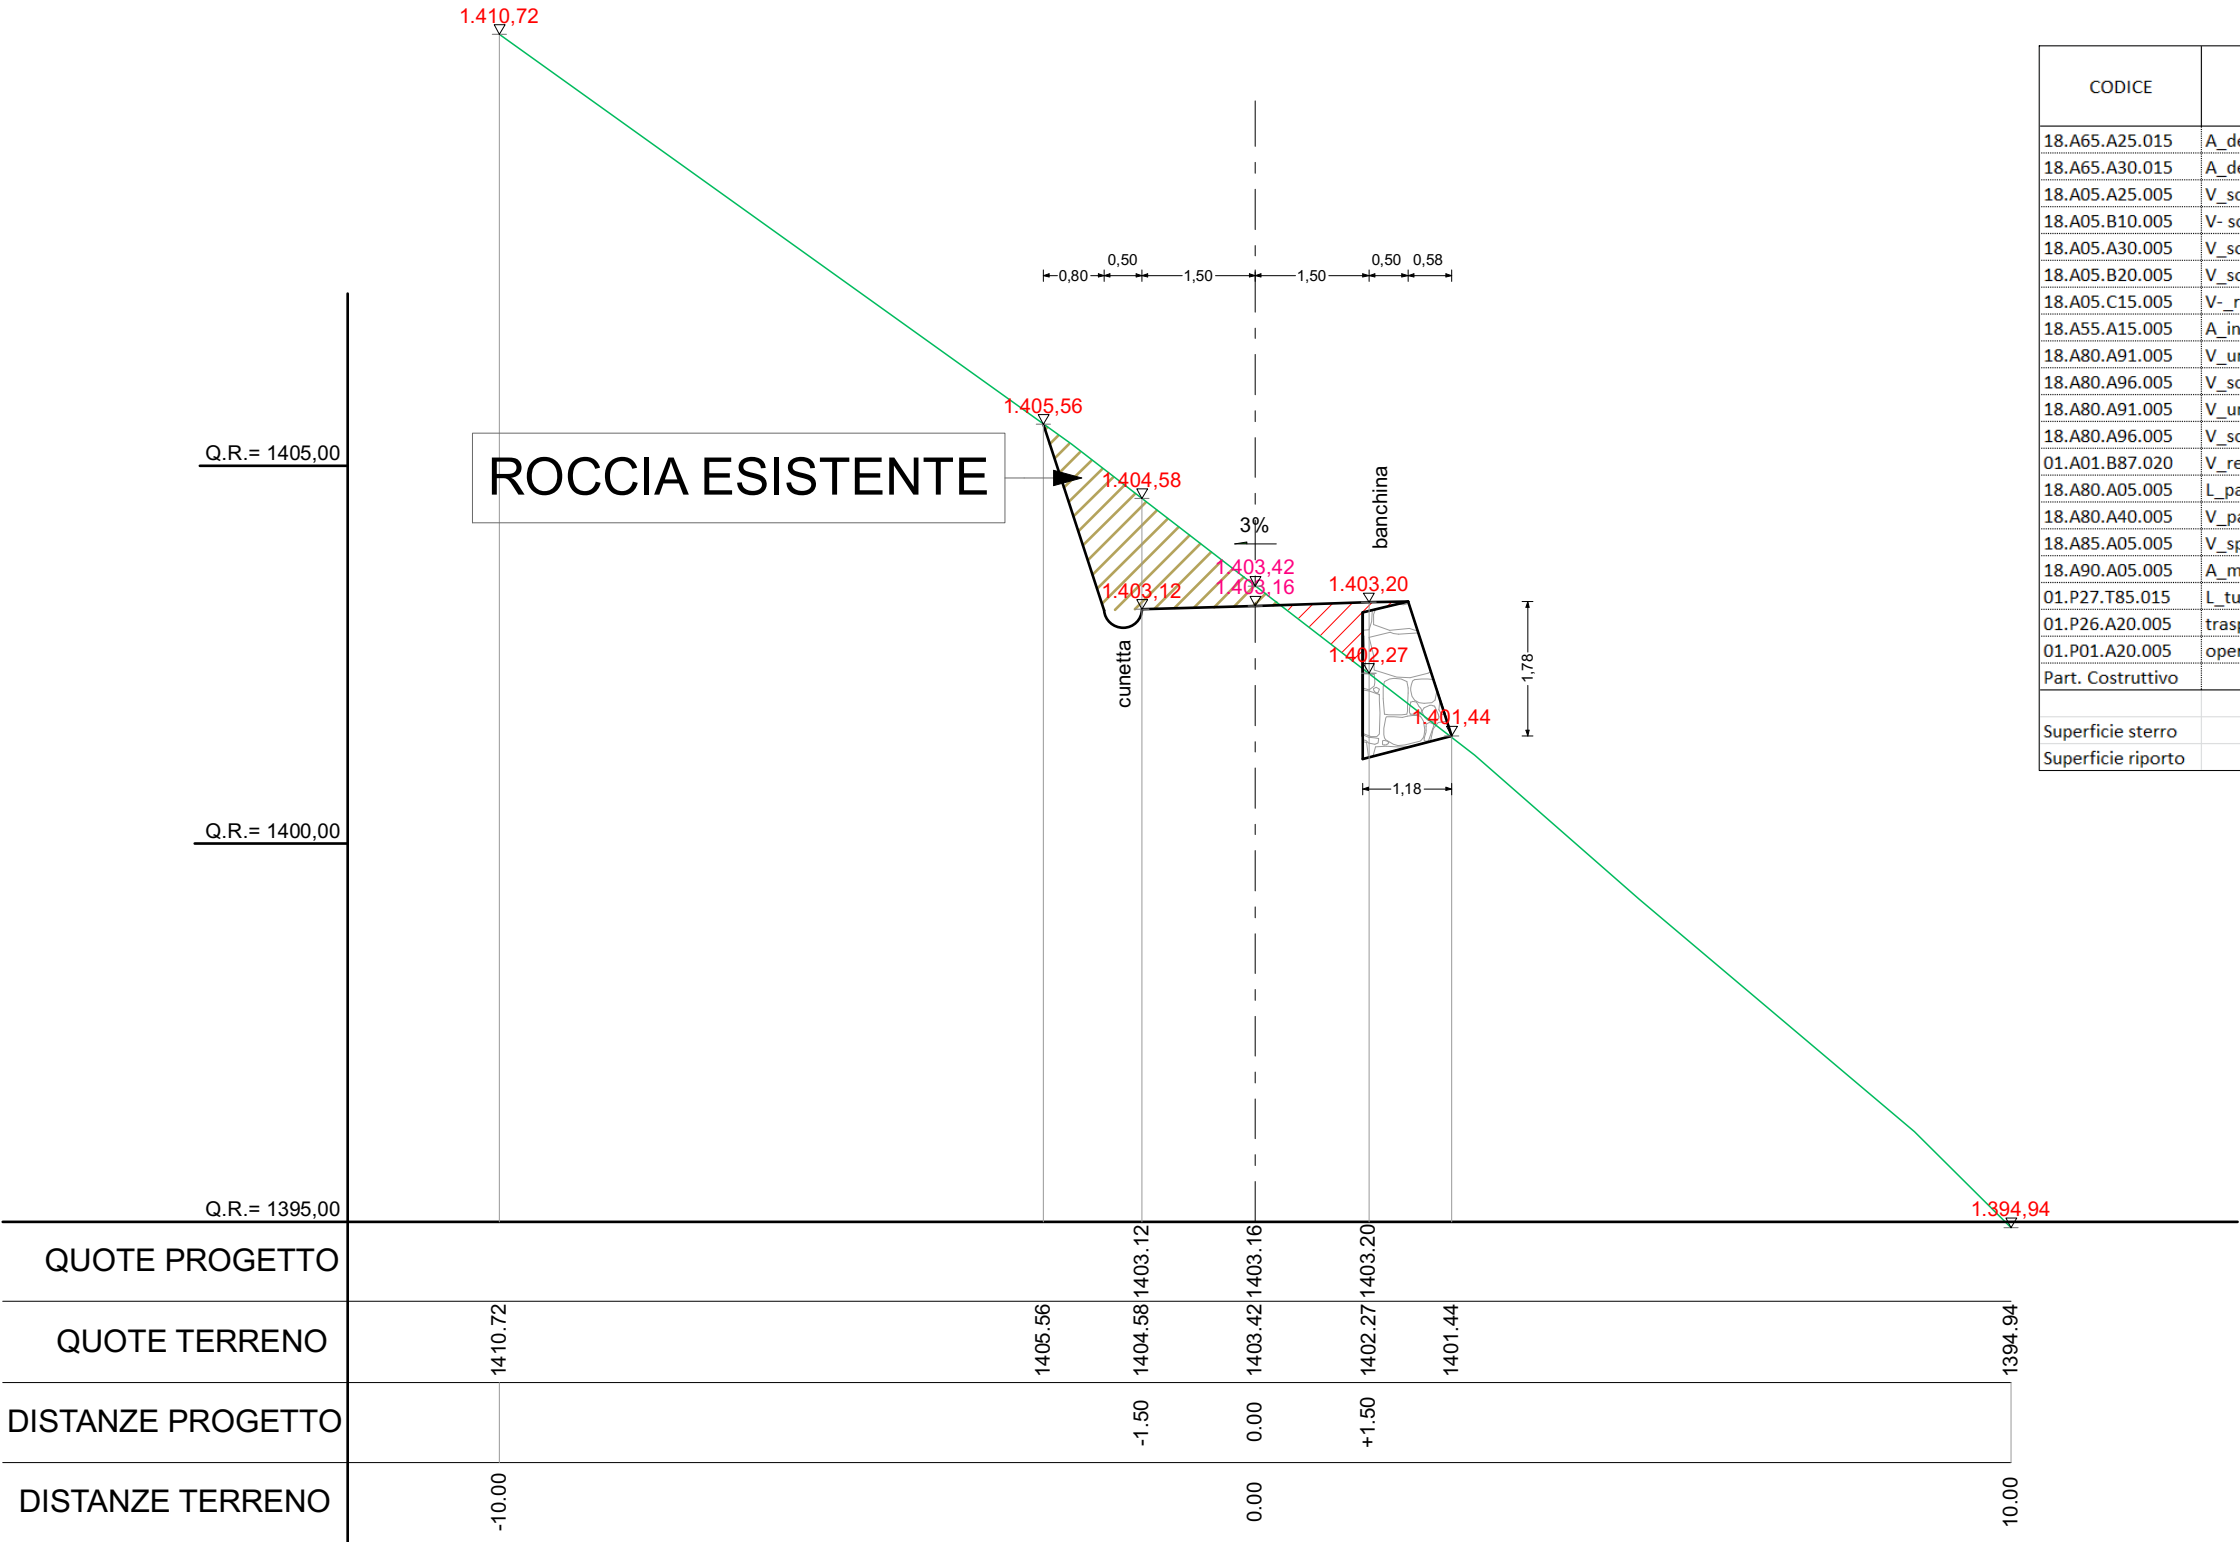 1.410,72
CODICE
18.A65.A25.015
18.A65.A30.015
18.A05.A25.005
18.A05.B10.005
18.A05.A30.005
18.A05.B20.005
18.A05.C15.005
18.A55.A15.005
18.A80.A91.005
18.A80.A96.005
18.A80.A91.005
18.A80.A96.005
01.A01.B87.020
18.A80.A05.005
18.A80.A40.005
18.A85.A05.005
18.A90.A05.005
01.P27.T85.015
01.P26.A20.005
01.P01.A20.005
Part. Costruttivo
Superficie sterro
Superficie riporto
0,80
0,50
1,50
1,50
0,50
0,58
1.405,56
Q.R.= 1405,00
ROCCIA ESISTENTE
1.404,58
banchina
3%
1.403,42
1.403,16
1.403,12
1.403,20
cunetta
1.402,27
1,78
1.401,44
1,18
Q.R.= 1400,00
Q.R.= 1395,00
1.394,94
QUOTE PROGETTO
1403.12
1403.16
1403.20
QUOTE TERRENO
1410.72
1405.56
1404.58
1403.42
1402.27
1401.44
1394.94
DISTANZE PROGETTO
-1.50
0.00
+1.50
DISTANZE TERRENO
-10.00
0.00
10.00